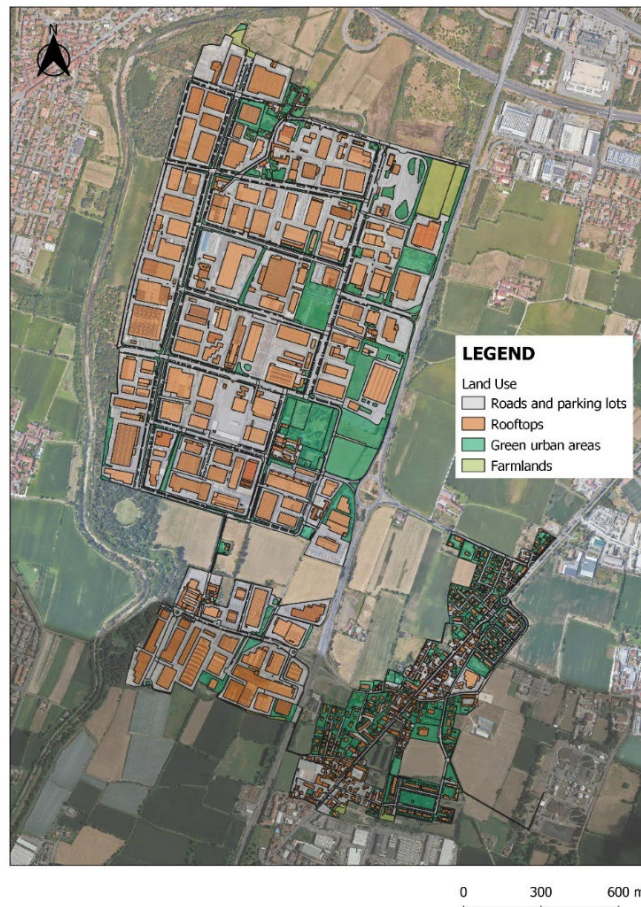 N
LEGEND
Land Use
Roads and parking lots
Rooftops
Green urban areas
Farmlands
0 300 600 m